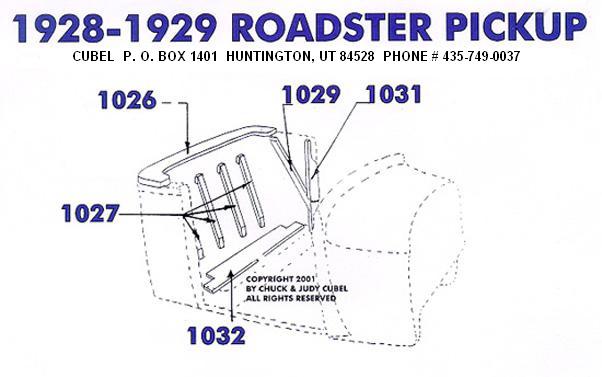 1928-1929 ROADSTER PICKUP
CUBEL P. O. BOX 1401 HUNTINGTON, UT 84528 PHONE # 435-749-0037
1026
1029
1031
1027
COPYRIGHT 2001
BY CHUCK & JUDY CUBEL
ALL RIGHTS RESERVED
1032